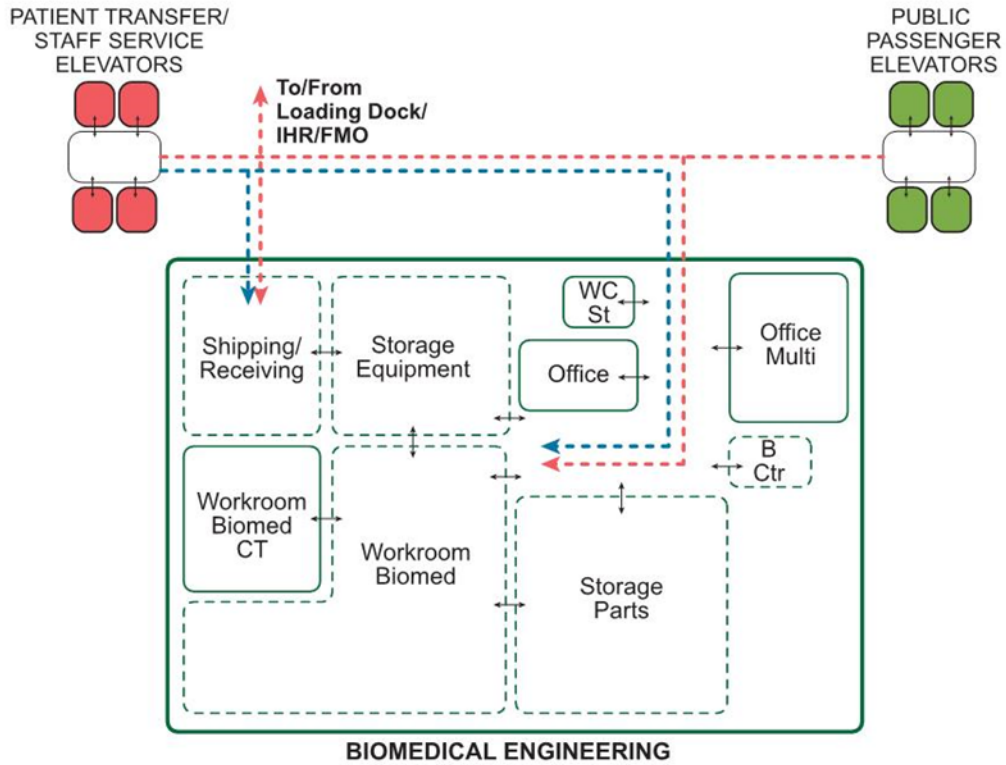 PATIENT TRANSFER/
STAFF SERVICE
ELEVATORS
PUBLIC
PASSENGER
ELEVATORS
To/From
Loading Dock/
IHR/FMO
Shipping/
Receiving
Storage
Equipment
WC
St
Office
Office
Multi
B
Ctr
Workroom
Biomed
CT
Workroom
Biomed
Storage
Parts
BIOMEDICAL ENGINEERING